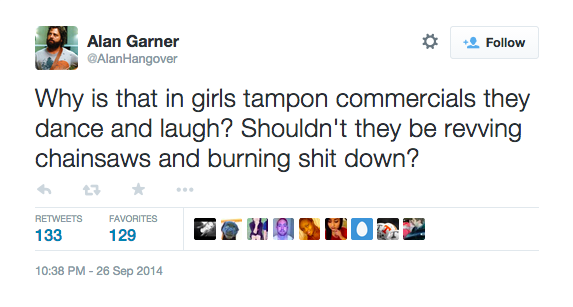 Alan Garner
@AlanHangover
Follow
Why is that in girls tampon commercials they
dance and laugh? Shouldn't they be revving
chainsaws and burning shit down?
RETWEETS
133
FAVORITES
129
10:38 PM - 26 Sep 2014